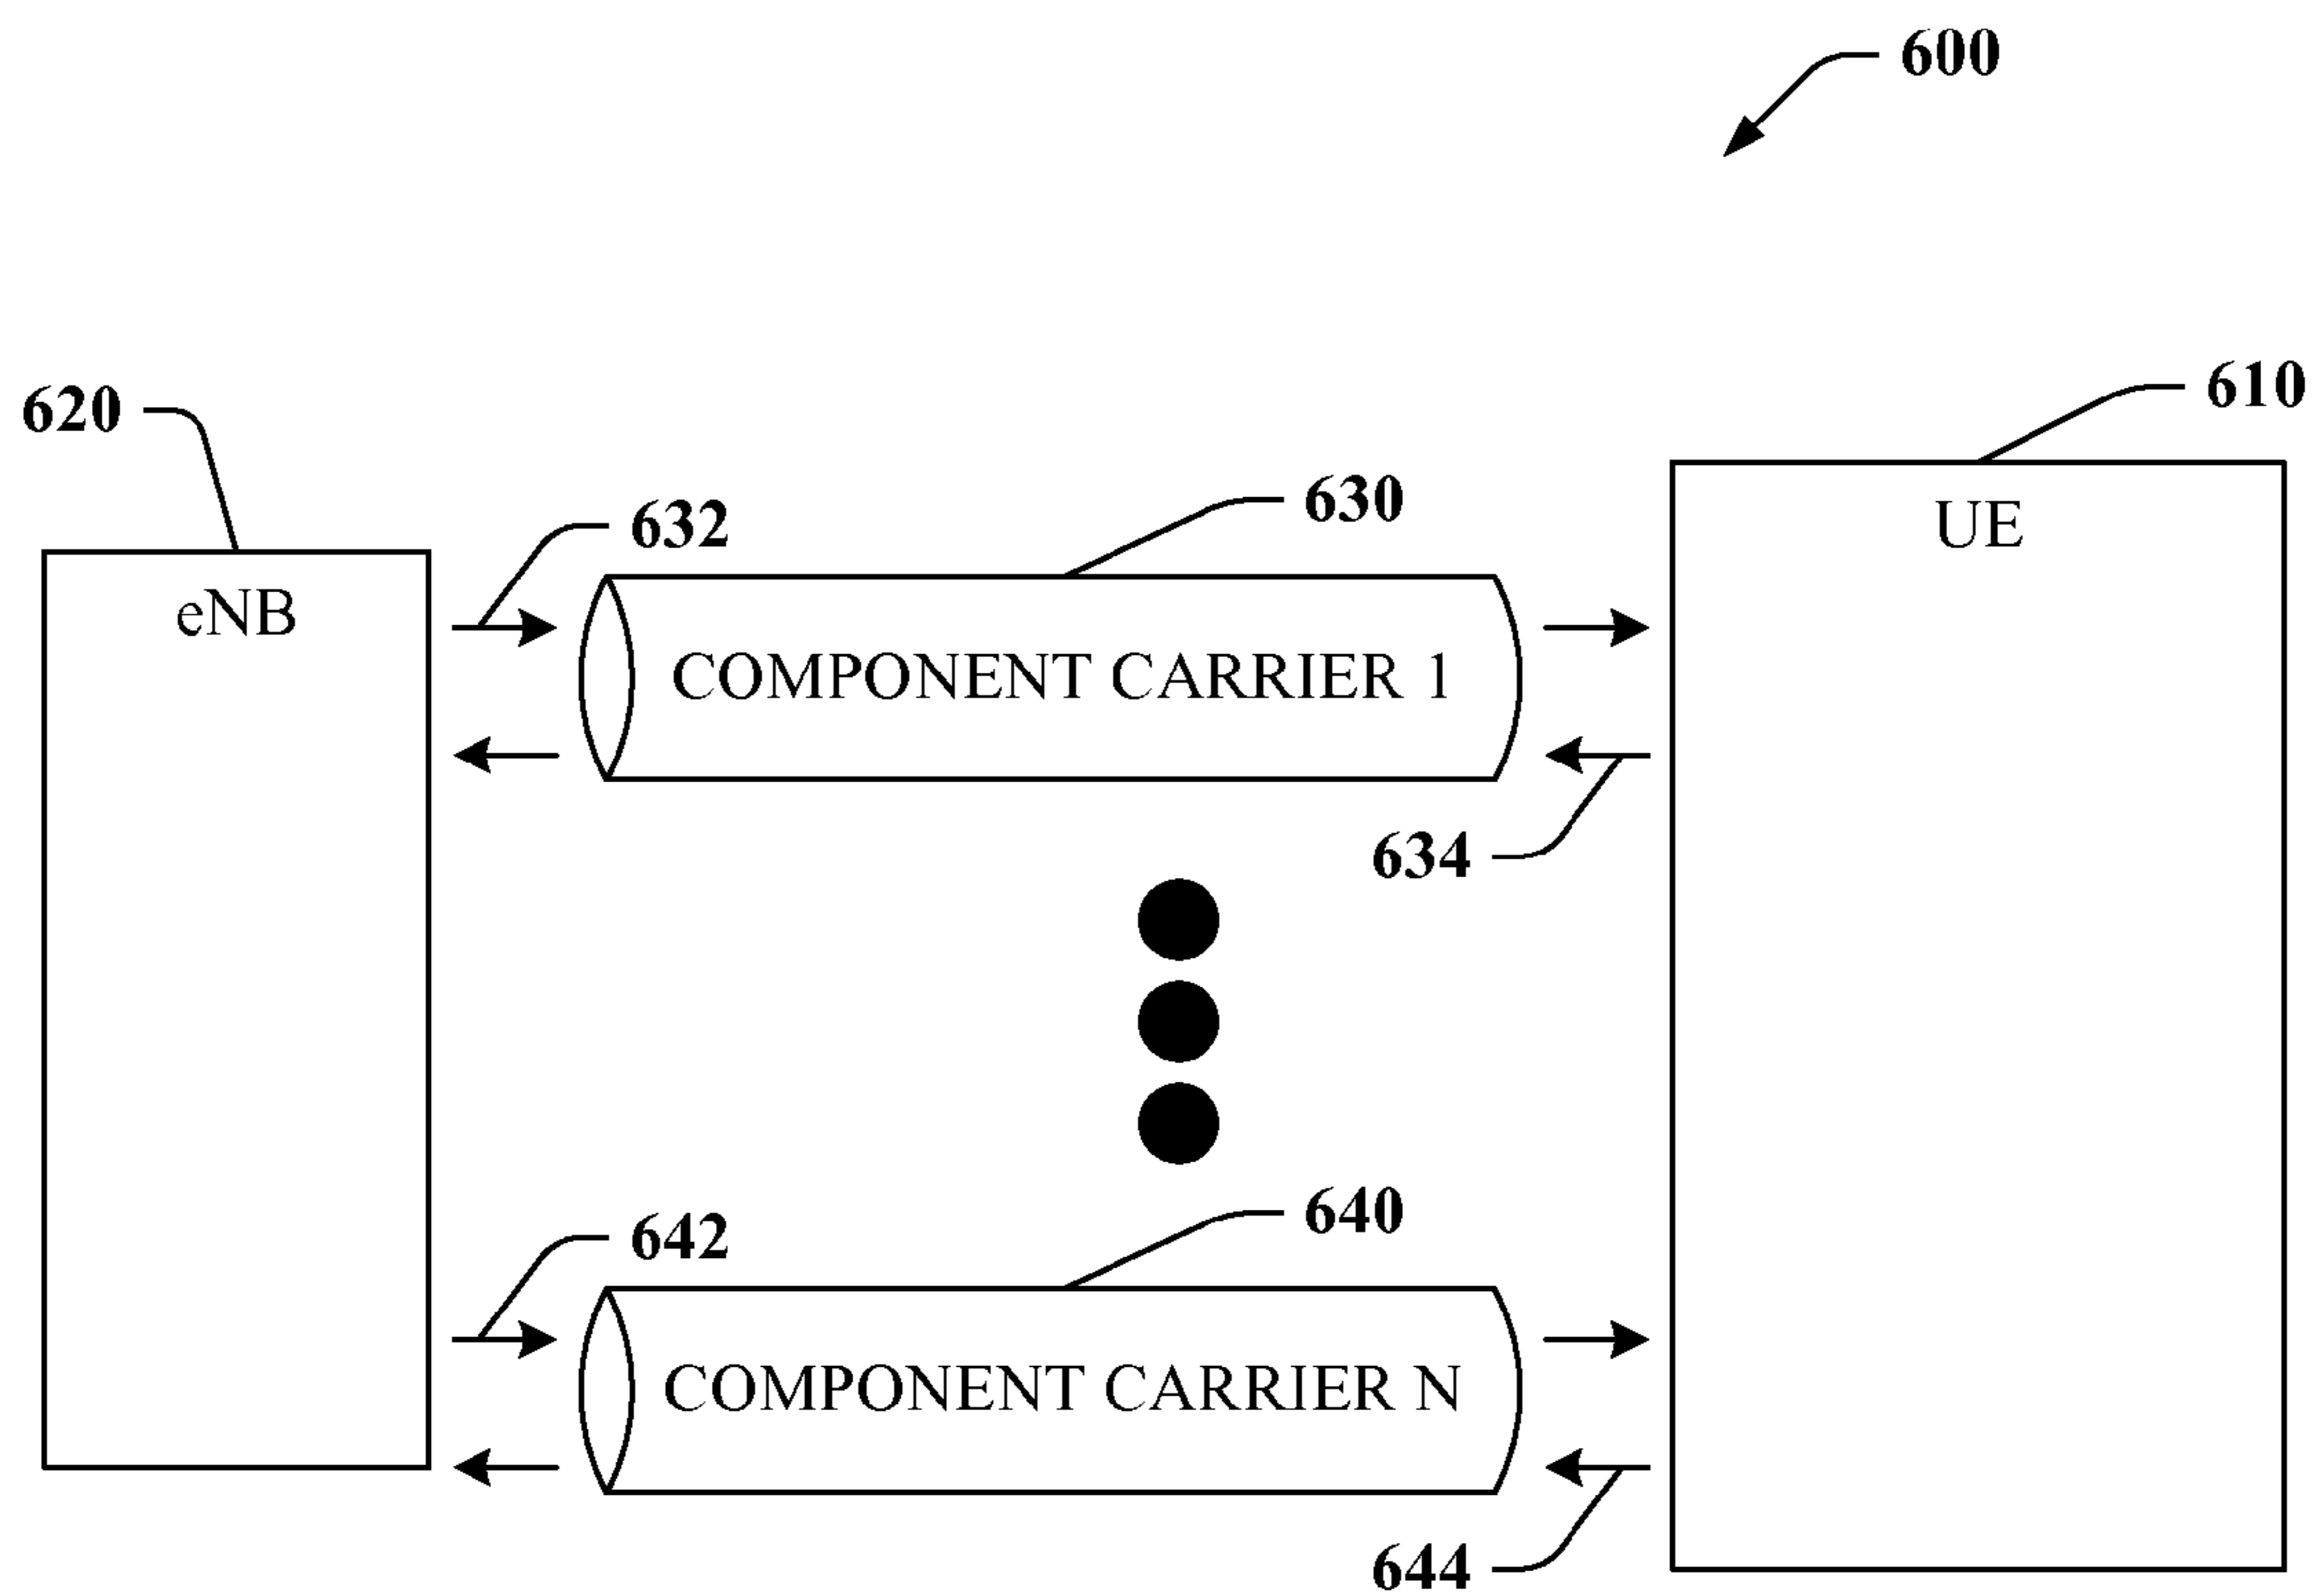 600
610
620
630
632
UE
eNB
COMPONENT CARRIER 1
634
640
642
COMPONENT CARRIER N
644